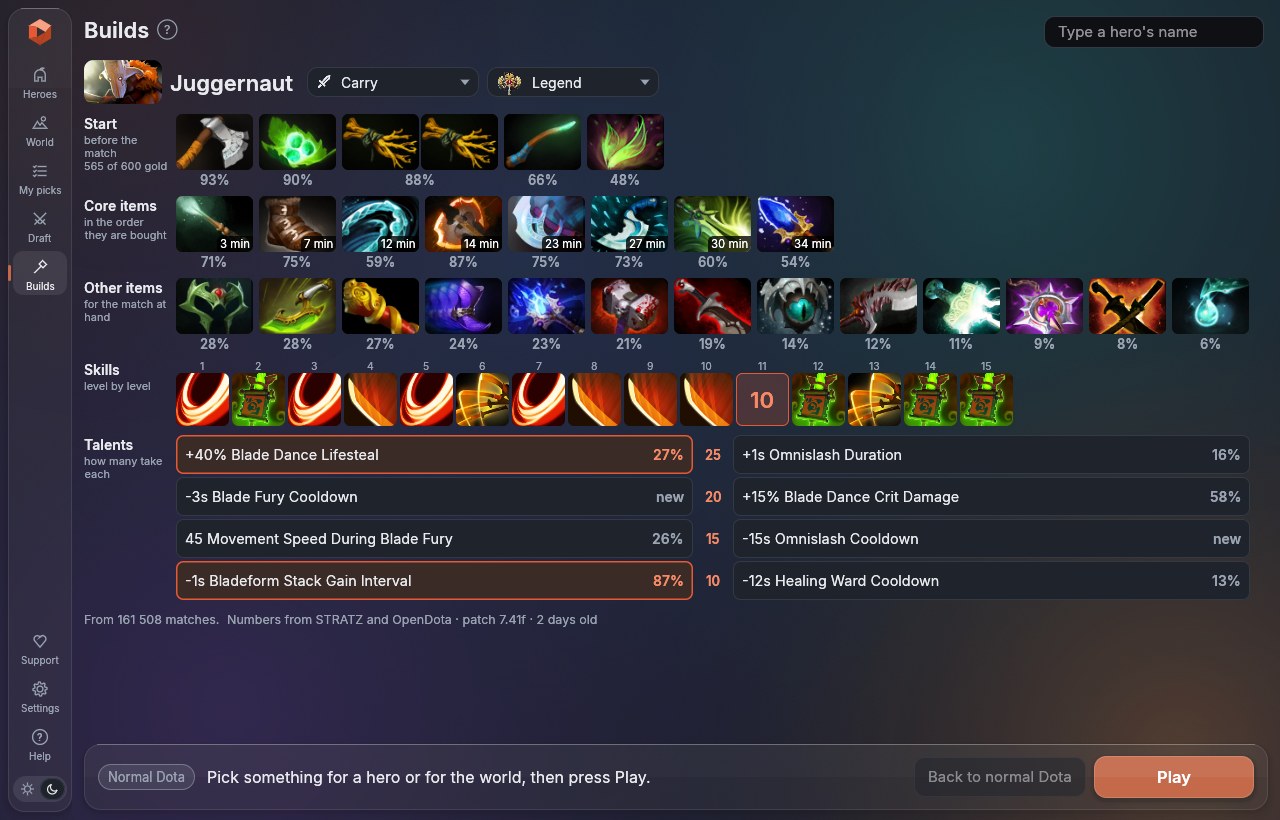 Builds ?
Type a hero's name
Heroes
World
My picks
Draft
Builds
Juggernaut Carry Legend
Start
before the
match
565 of 600 gold
93% 90% 88% 66% 48%
Core items
in the order
they are bought
3 min 7 min 12 min 14 min 23 min 27 min 30 min 34 min
71% 75% 59% 87% 75% 73% 60% 54%
Other items
for the match at
hand
28% 28% 27% 24% 23% 21% 19% 14% 12% 11% 9% 8% 6%
Skills
level by level
1 2 3 4 5 6 7 8 9 10 11 12 13 14 15
10
Talents
how many take
each
+40% Blade Dance Lifesteal 27% 25 +1s Omnislash Duration 16%
-3s Blade Fury Cooldown new 20 +15% Blade Dance Crit Damage 58%
45 Movement Speed During Blade Fury 26% 15 -15s Omnislash Cooldown new
-1s Bladeform Stack Gain Interval 87% 10 -12s Healing Ward Cooldown 13%
From 161 508 matches. Numbers from STRATZ and OpenDota · patch 7.41f · 2 days old
Support
Settings
? Help
Normal Dota Pick something for a hero or for the world, then press Play. Back to normal Dota Play